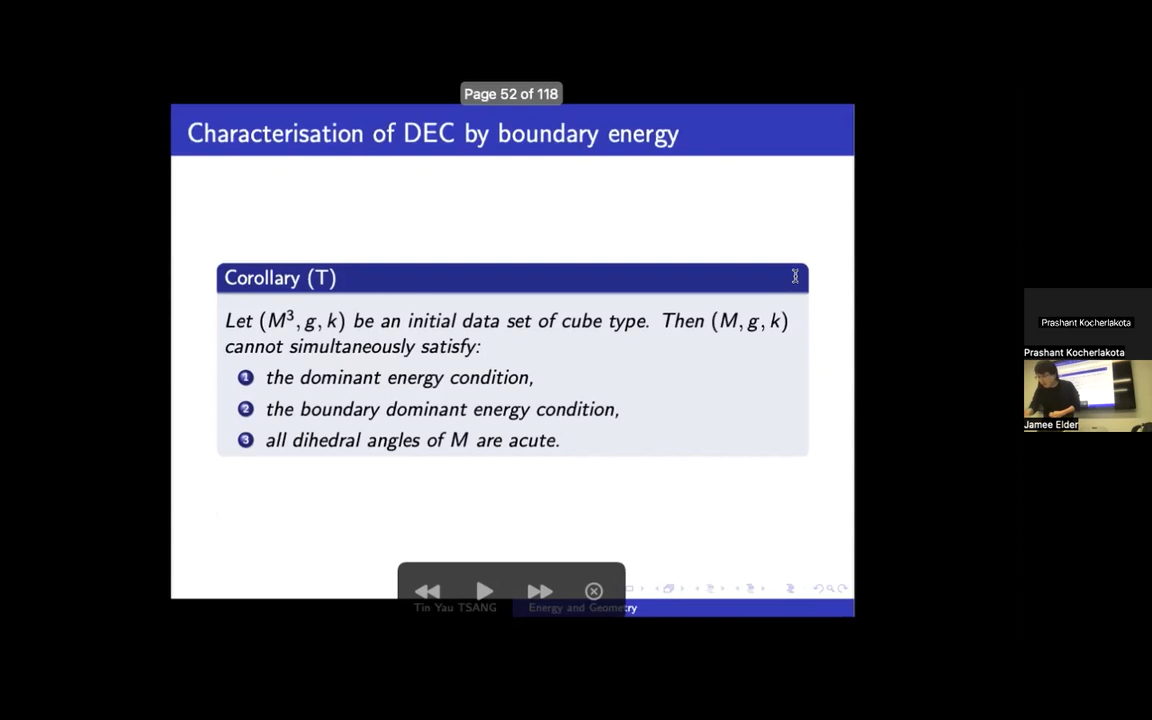 Page 52 of 118
Characterisation of DEC by boundary energy
Corollary (T)
Let (M³, g, k) be an initial data set of cube type. Then (M, g, k)
cannot simultaneously satisfy:
1 the dominant energy condition,
2 the boundary dominant energy condition,
3 all dihedral angles of M are acute.
Tin Yau TSANG Energy and Geometry
Prashant Kocherlakota
Prashant Kocherlakota
Jamee Elder